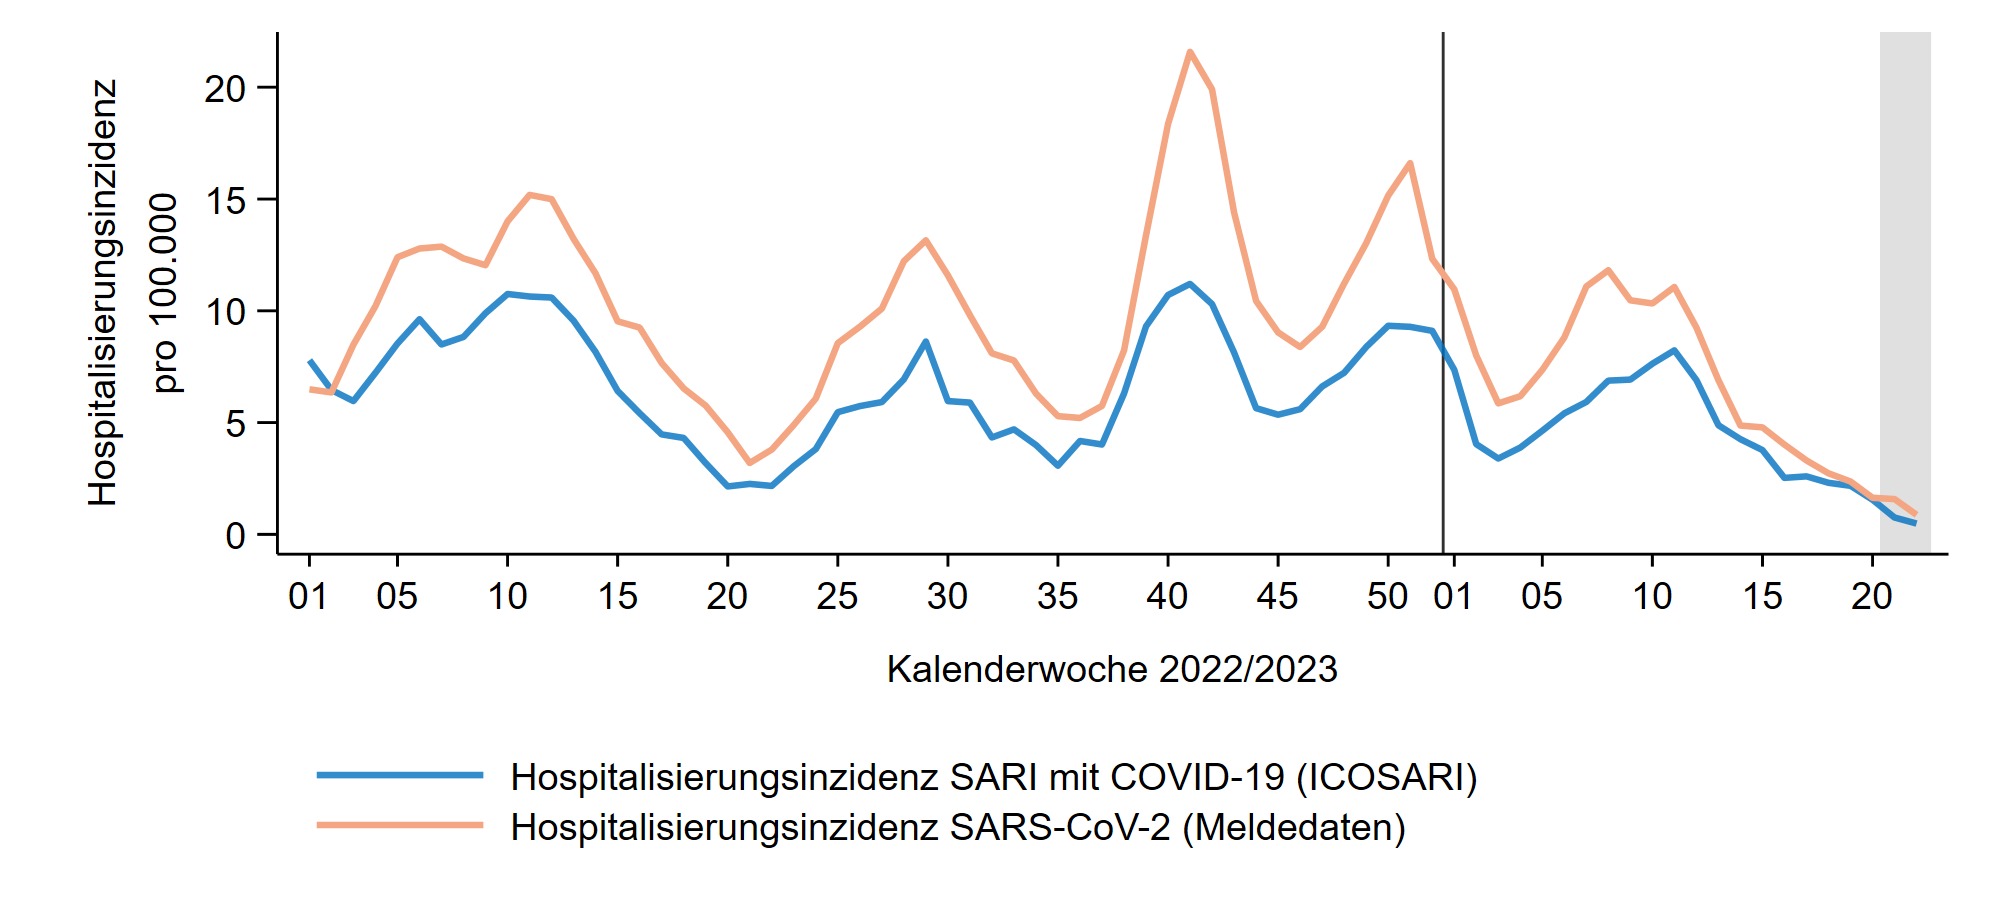 Hospitalisierungsinzidenz
pro 100.000
20
15
10
5
0
01 05 10 15 20 25 30 35 40 45 50 01 05 10 15 20
Kalenderwoche 2022/2023
Hospitalisierungsinzidenz SARI mit COVID-19 (ICOSARI)
Hospitalisierungsinzidenz SARS-CoV-2 (Meldedaten)